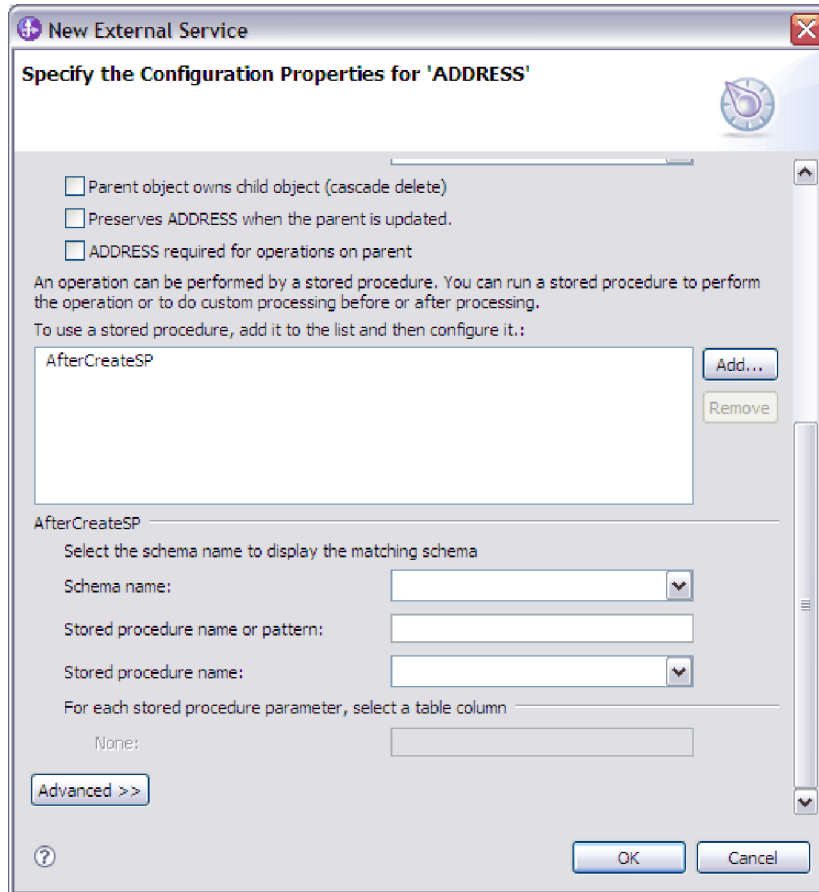 New External Service
Specify the Configuration Properties for 'ADDRESS'
Parent object owns child object (cascade delete)
Preserves ADDRESS when the parent is updated.
ADDRESS required for operations on parent
An operation can be performed by a stored procedure. You can run a stored procedure to perform
the operation or to do custom processing before or after processing.
To use a stored procedure, add it to the list and then configure it.:
AfterCreateSP
Add...
Remove
AfterCreateSP
Select the schema name to display the matching schema
Schema name:
Stored procedure name or pattern:
Stored procedure name:
For each stored procedure parameter, select a table column
None:
Advanced >>
?
OK
Cancel